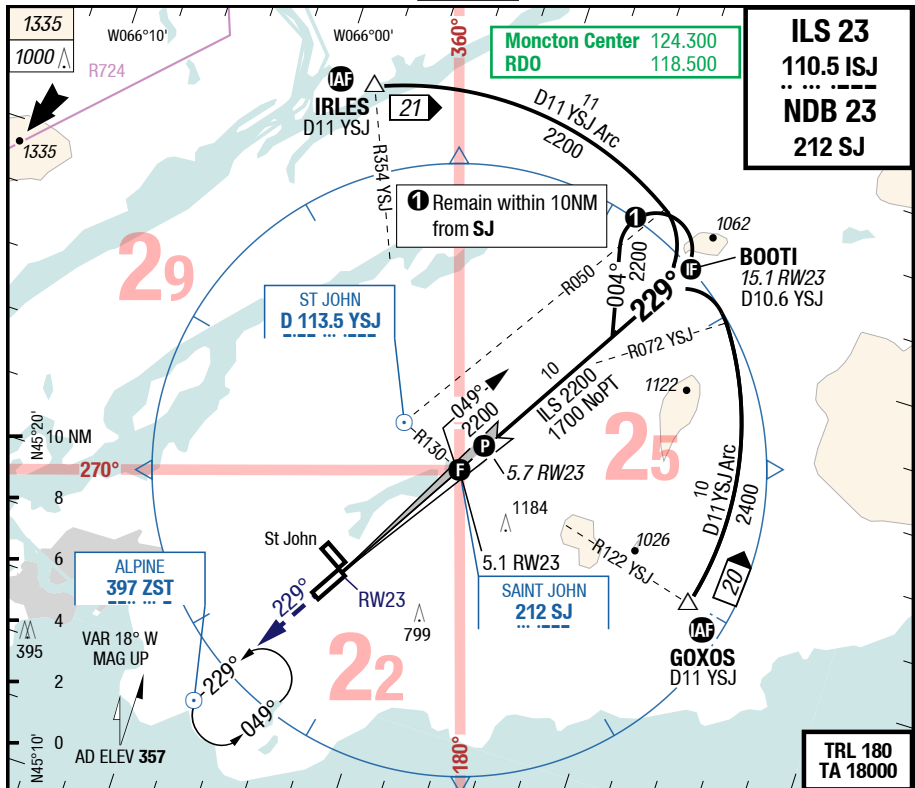 1335
1000
W066°10'
W066°00'
360°
R724
1335
Moncton Center 124.300
RDO 118.500
ILS 23
110.5 ISJ
NDB 23
212 SJ
IAF
IRLES
D11 YSJ
21
11
D11 YSJ Arc
2200
R354 YSJ
1 Remain within 10NM
from SJ
1
1062
BOOTI
15.1 RW23
D10.6 YSJ
IF
29
R050
004°
2200
229°
ST JOHN
D 113.5 YSJ
R072 YSJ
10
ILS 2200
1700 NoPT
049°
2200
1122
25
N45°20'
10 NM
270°
R130
P
F
5.7 RW23
10
D11 YSJ Arc
2400
8
1184
St John
5.1 RW23
R122 YSJ
1026
6
ALPINE
397 ZST
RW23
229°
SAINT JOHN
212 SJ
20
4
395
VAR 18° W
MAG UP
799
22
IAF
GOXOS
D11 YSJ
229°
049°
2
N45°10'
0
AD ELEV 357
180°
TRL 180
TA 18000